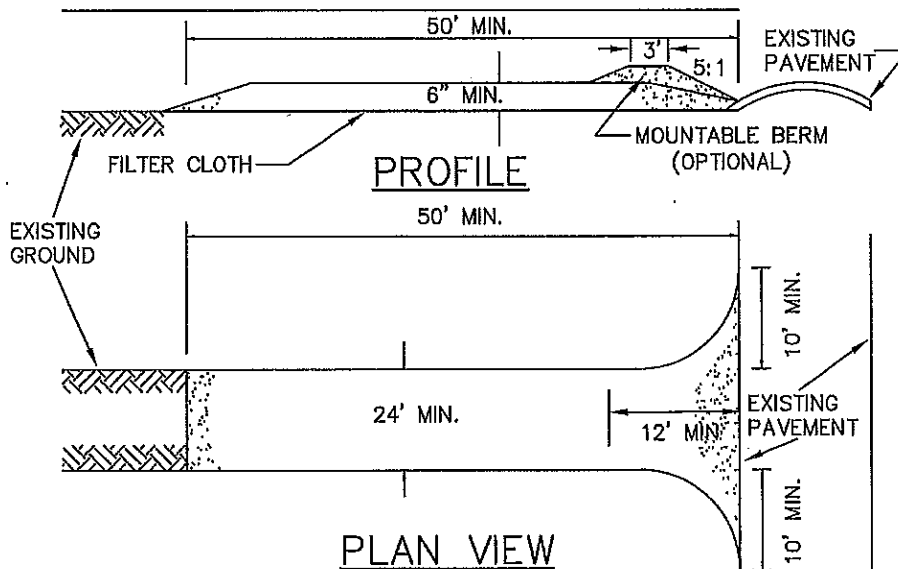 50' MIN.
3'
5:1
EXISTING
PAVEMENT
6" MIN.
FILTER CLOTH
MOUNTABLE BERM
(OPTIONAL)
PROFILE
50' MIN.
EXISTING
GROUND
10' MIN.
24' MIN.
12' MIN
EXISTING
PAVEMENT
10' MIN.
PLAN VIEW